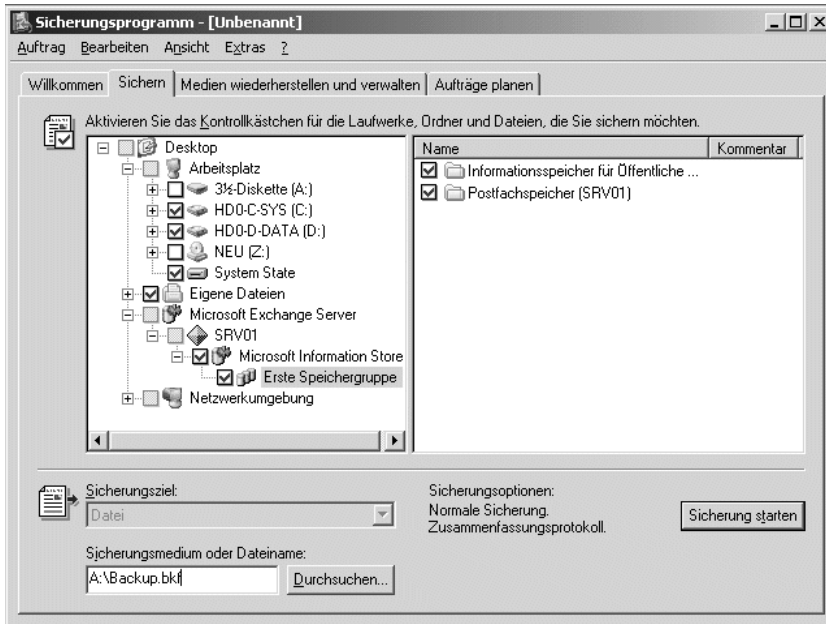 Sicherungsprogramm - [Unbenannt]
Auftrag Bearbeiten Ansicht Extras ?
Willkommen Sichern Medien wiederherstellen und verwalten Aufträge planen
Aktivieren Sie das Kontrollkästchen für die Laufwerke, Ordner und Dateien, die Sie sichern möchten.
Desktop
Arbeitsplatz
3½-Diskette (A:)
HD0-C-SYS (C:)
HD0-D-DATA (D:)
NEU (Z:)
System State
Eigene Dateien
Microsoft Exchange Server
SRV01
Microsoft Information Store
Erste Speichergruppe
Netzwerkumgebung
Name Kommentar
Informationsspeicher für Öffentliche ...
Postfachspeicher (SRV01)
Sicherungsziel:
Datei
Sicherungsmedium oder Dateiname:
A:\Backup.bkf
Durchsuchen...
Sicherungsoptionen:
Normale Sicherung.
Zusammenfassungsprotokoll.
Sicherung starten